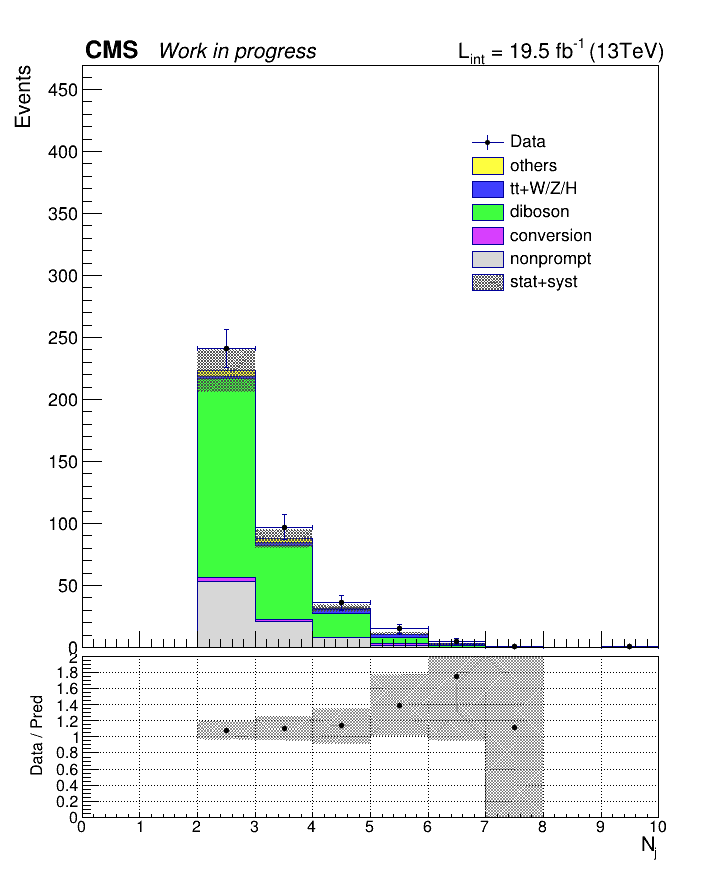 CMS Work in progress L_int = 19.5 fb^-1 (13TeV)
Events
450
400
350
300
250
200
150
100
50
0
Data
others
tt+W/Z/H
diboson
conversion
nonprompt
stat+syst
Data / Pred
2
1.8
1.6
1.4
1.2
1
0.8
0.6
0.4
0.2
0
0 1 2 3 4 5 6 7 8 9 10
N_j